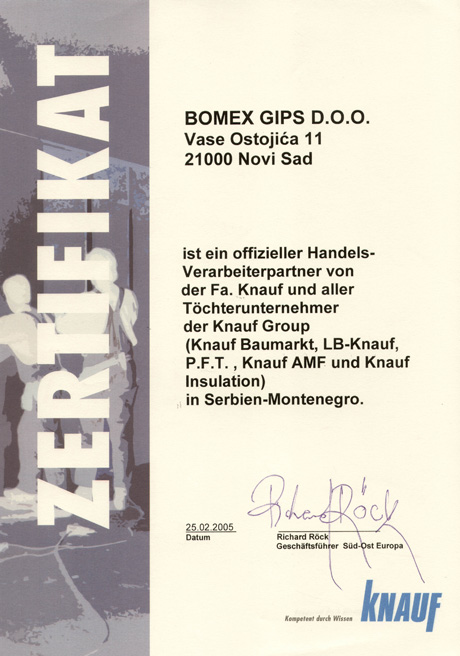 ZERTIFIKAT
BOMEX GIPS D.O.O.
Vase Ostojića 11
21000 Novi Sad
ist ein offizieller Handels-
Verarbeiterpartner von
der Fa. Knauf und aller
Töchterunternehmer
der Knauf Group
(Knauf Baumarkt, LB-Knauf,
P.F.T. , Knauf AMF und Knauf
Insulation)
in Serbien-Montenegro.
Richard RÖCK
25.02.2005
Datum
Richard Röck
Geschäftsführer Süd-Ost Europa
Kompetent durch Wissen KNAUF